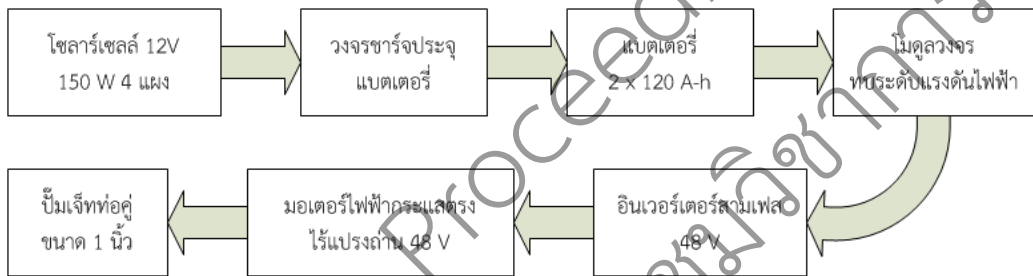 โซลาร์เซลล์ 12V
150 W 4 แผง
วงจรชาร์จประจุ
แบตเตอรี่
แบตเตอรี่
2 x 120 A-h
โมดูลวงจร
ทบระดับแรงดันไฟฟ้า
ปั๊มเจ็ทท่อคู่
ขนาด 1 นิ้ว
มอเตอร์ไฟฟ้ากระแสตรง
ไร้แปรงถ่าน 48 V
อินเวอร์เตอร์สามเฟส
48 V